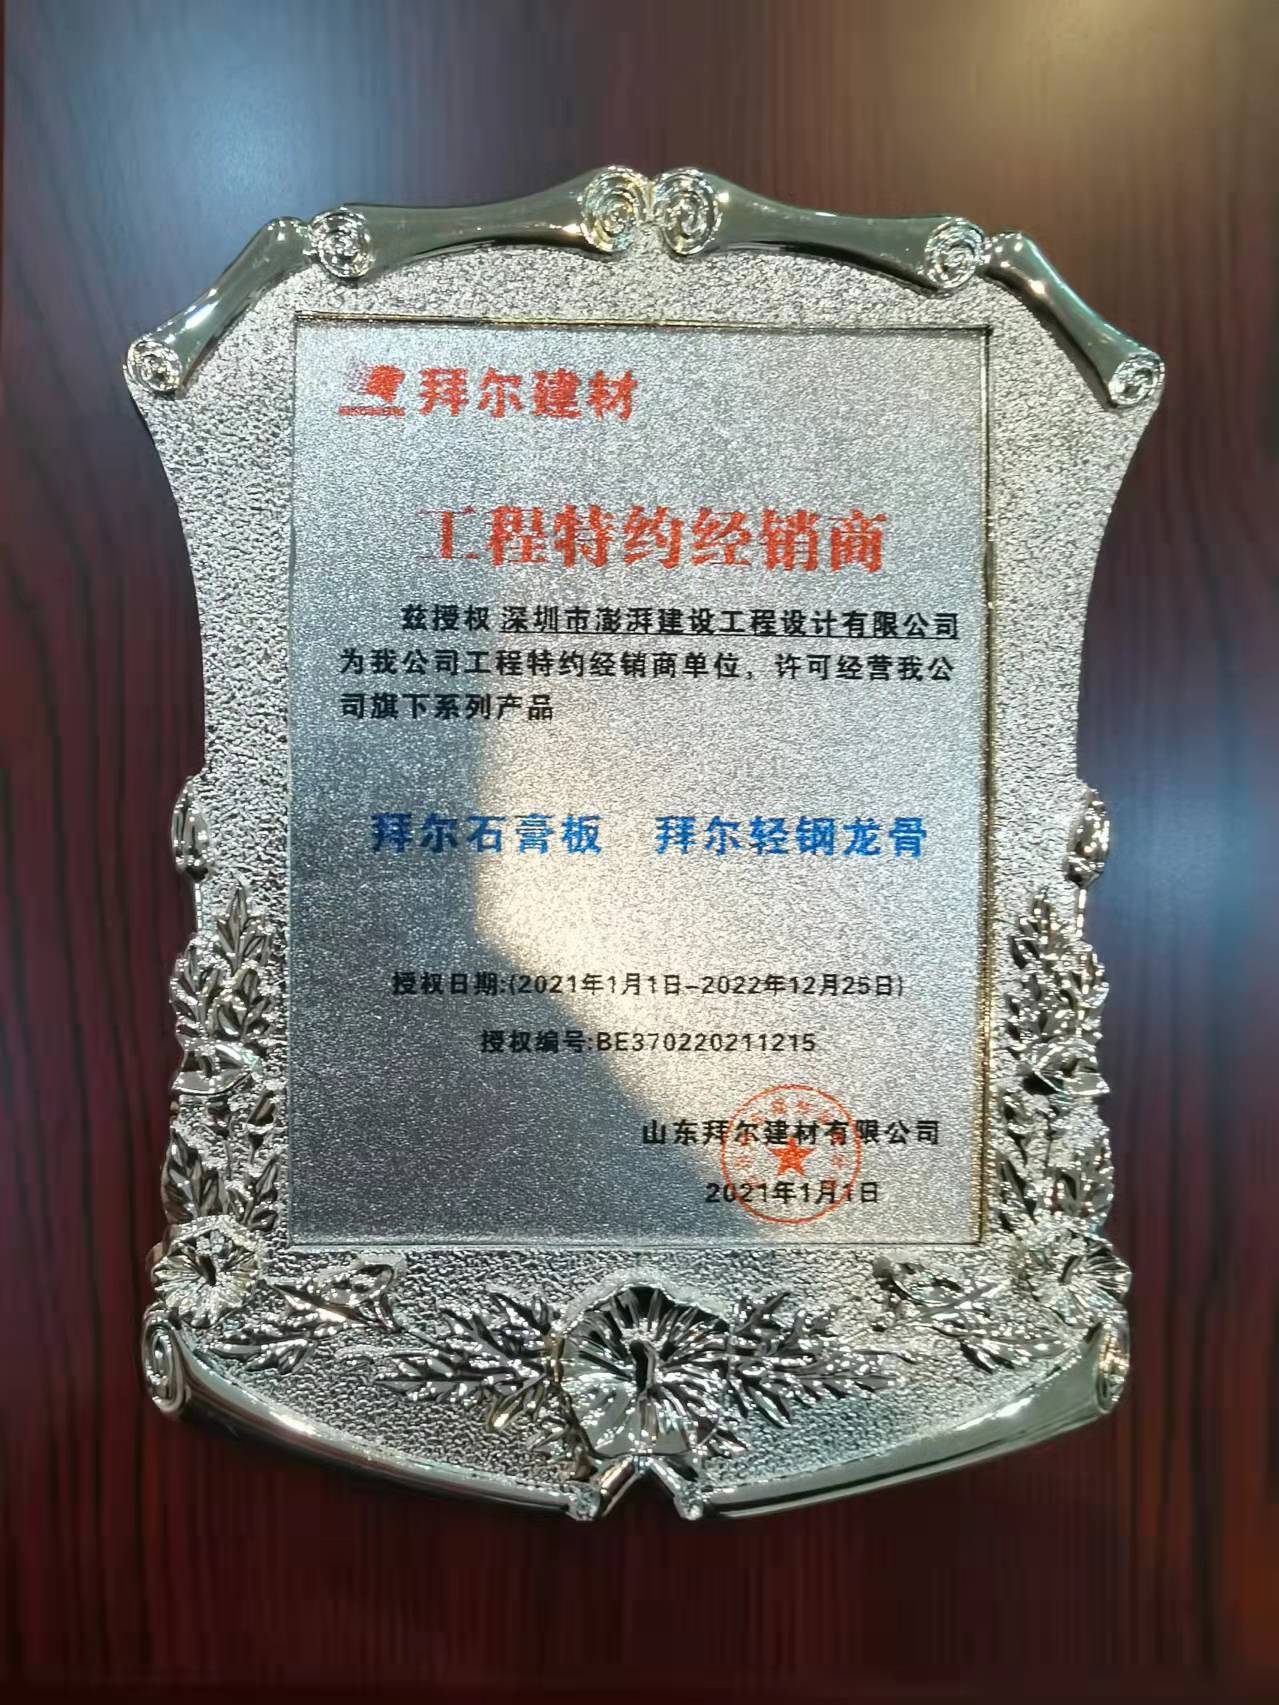 拜尔建材
工程特约经销商
兹授权 深圳市澎湃建设工程设计有限公司
为我公司工程特约经销商单位，许可经营我公
司旗下系列产品
拜尔石膏板 拜尔轻钢龙骨
授权日期:(2021年1月1日-2022年12月25日)
授权编号:BE370220211215
山东拜尔建材有限公司
2021年1月1日